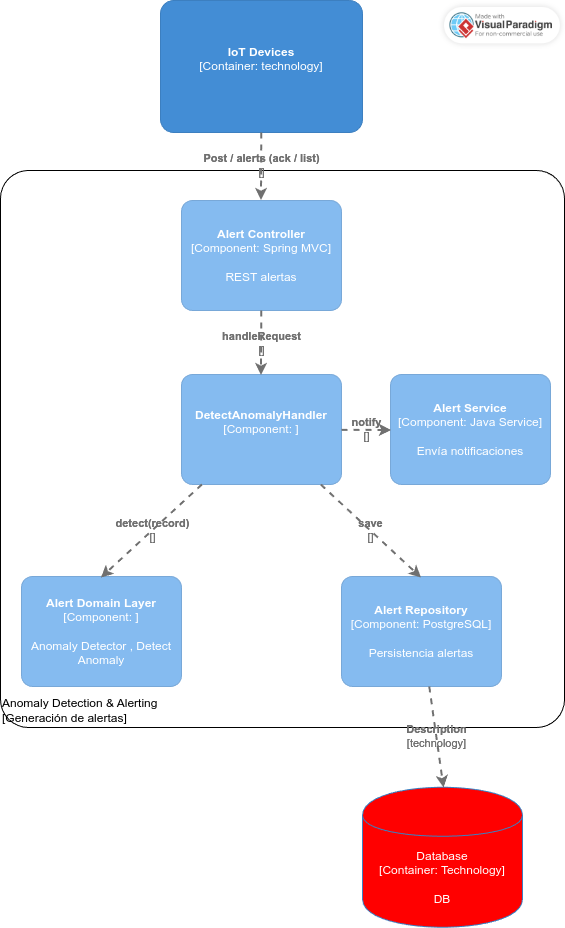 Made with
Visual Paradigm
For non-commercial use
IoT Devices
[Container: technology]
Post / alerts (ack / list)
[]
Alert Controller
[Component: Spring MVC]
REST alertas
handleRequest
[]
DetectAnomalyHandler
[Component: ]
notify
[]
Alert Service
[Component: Java Service]
Envía notificaciones
detect(record)
[]
save
[]
Alert Domain Layer
[Component: ]
Anomaly Detector , Detect
Anomaly
Alert Repository
[Component: PostgreSQL]
Persistencia alertas
Anomaly Detection & Alerting
[Generación de alertas]
Description
[technology]
Database
[Container: Technology]
DB